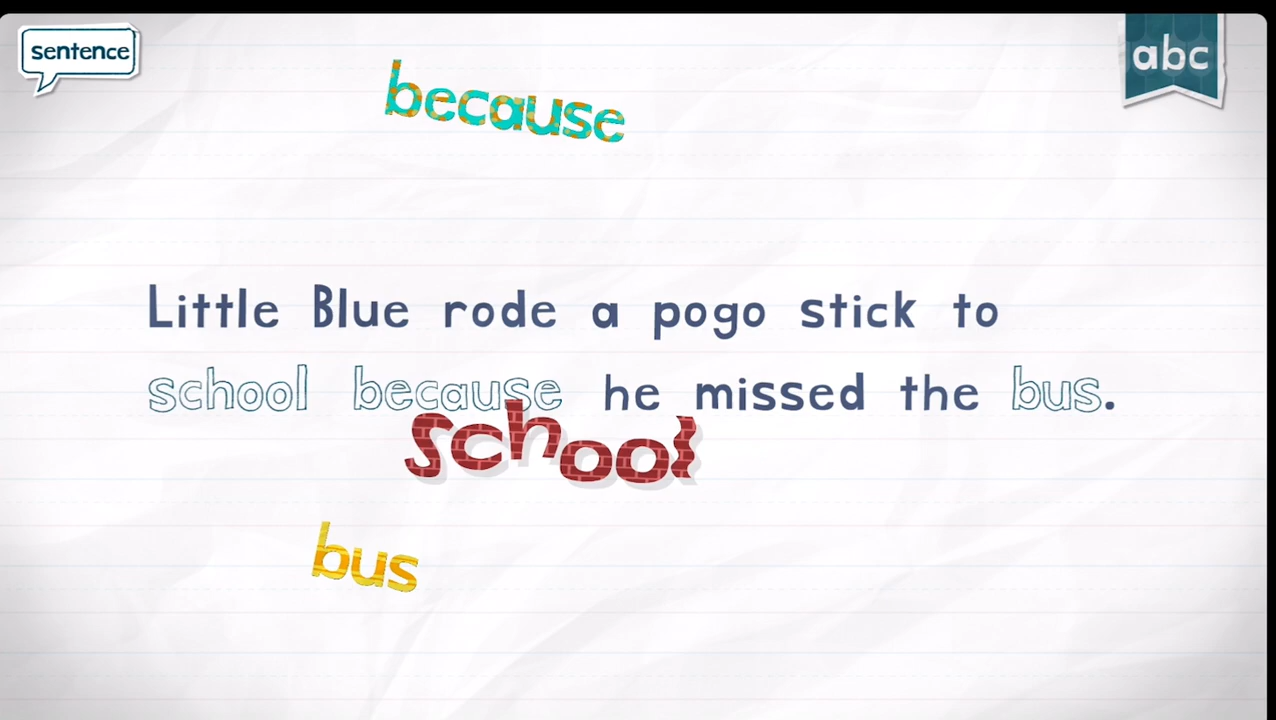 sentence
abc
because
Little Blue rode a pogo stick to
school because he missed the bus.
school
bus